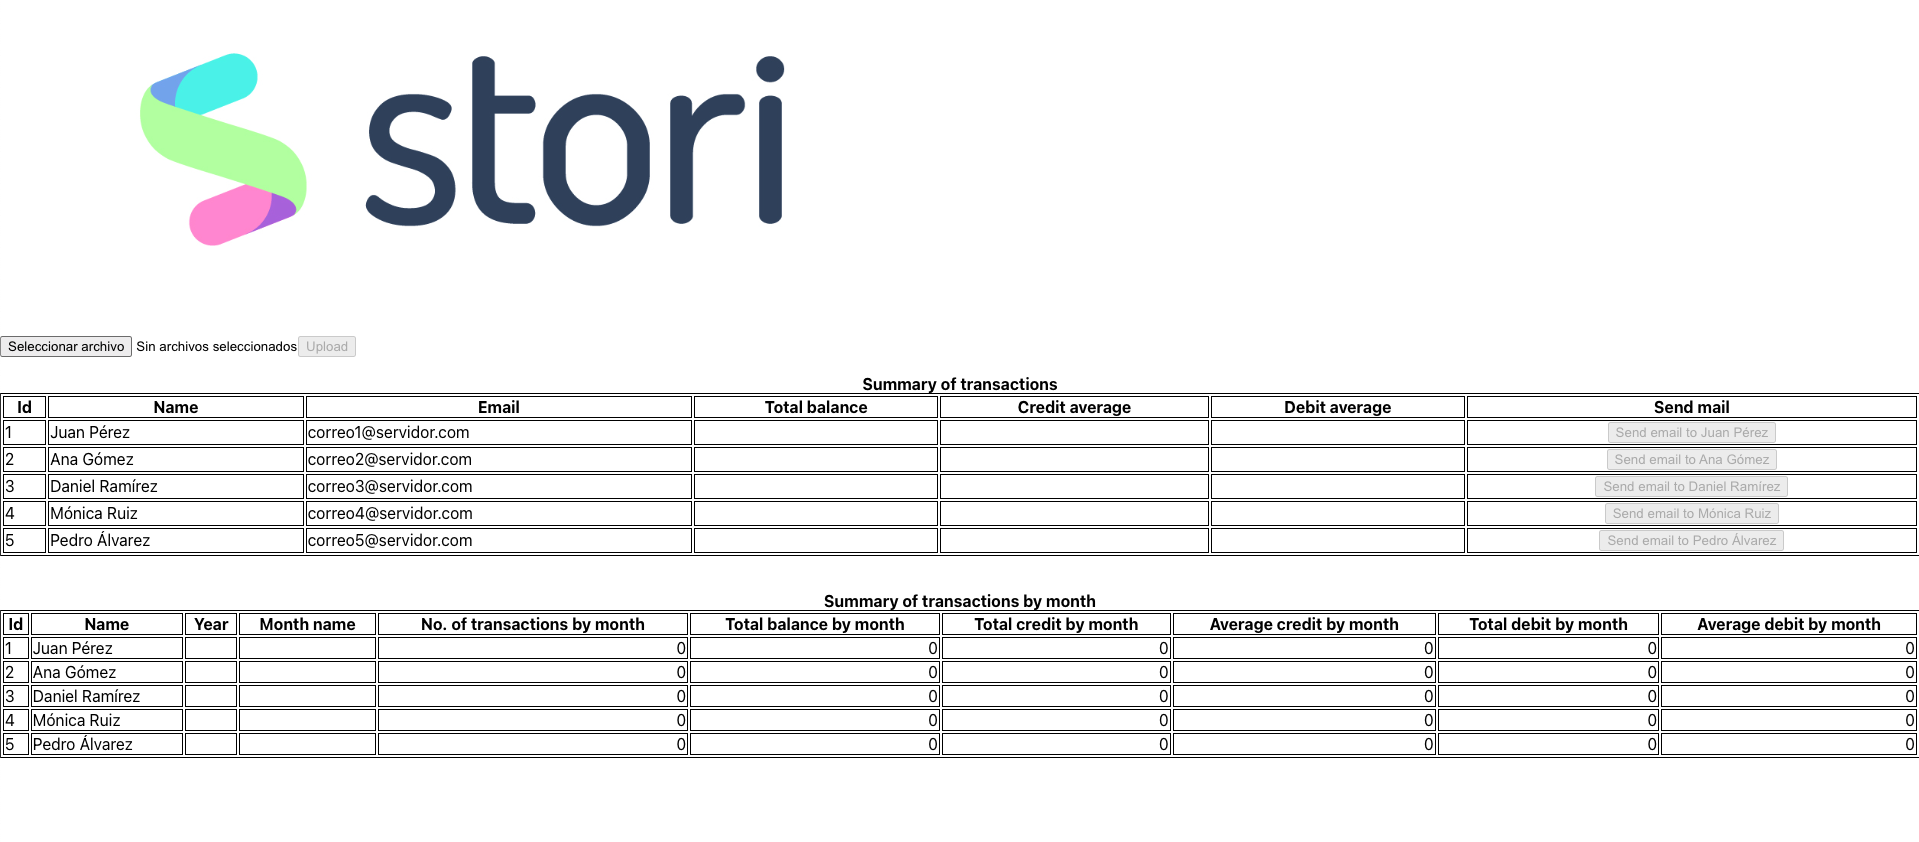 stori
Seleccionar archivo Sin archivos seleccionados Upload
Summary of transactions
Id Name Email Total balance Credit average Debit average Send mail
1 Juan Pérez correo1@servidor.com Send email to Juan Pérez
2 Ana Gómez correo2@servidor.com Send email to Ana Gómez
3 Daniel Ramírez correo3@servidor.com Send email to Daniel Ramírez
4 Mónica Ruiz correo4@servidor.com Send email to Mónica Ruiz
5 Pedro Álvarez correo5@servidor.com Send email to Pedro Álvarez
Summary of transactions by month
Id Name Year Month name No. of transactions by month Total balance by month Total credit by month Average credit by month Total debit by month Average debit by month
1 Juan Pérez 0 0 0 0 0 0
2 Ana Gómez 0 0 0 0 0 0
3 Daniel Ramírez 0 0 0 0 0 0
4 Mónica Ruiz 0 0 0 0 0 0
5 Pedro Álvarez 0 0 0 0 0 0